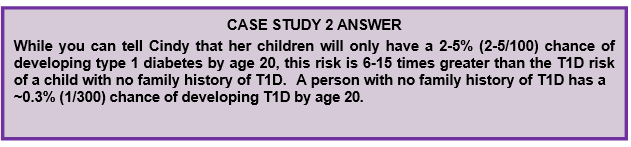 CASE STUDY 2 ANSWER
While you can tell Cindy that her children will only have a 2-5% (2-5/100) chance of
developing type 1 diabetes by age 20, this risk is 6-15 times greater than the T1D risk
of a child with no family history of T1D.  A person with no family history of T1D has a
~0.3% (1/300) chance of developing T1D by age 20.